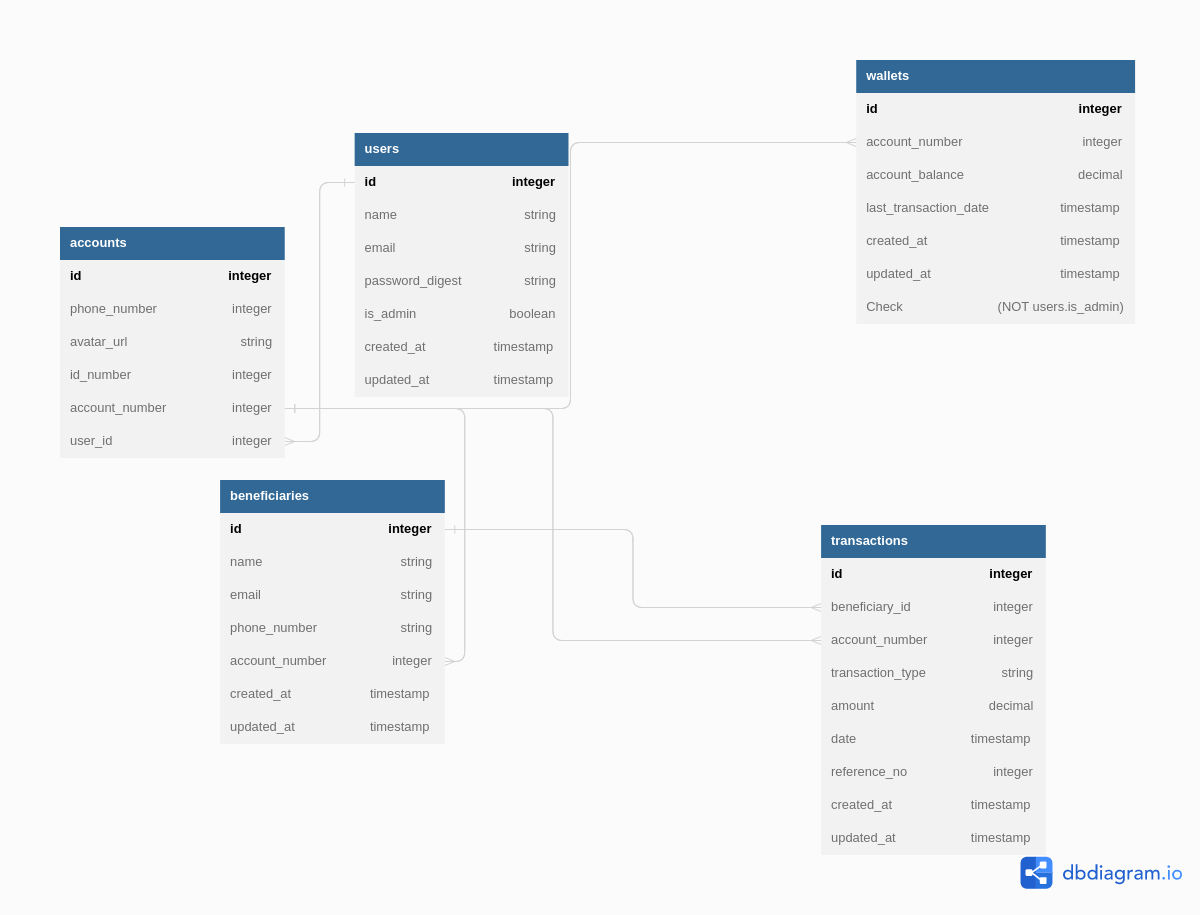 wallets
id integer
account_number integer
account_balance decimal
last_transaction_date timestamp
created_at timestamp
updated_at timestamp
Check (NOT users.is_admin)
users
id integer
name string
email string
password_digest string
is_admin boolean
created_at timestamp
updated_at timestamp
accounts
id integer
phone_number integer
avatar_url string
id_number integer
account_number integer
user_id integer
beneficiaries
id integer
name string
email string
phone_number string
account_number integer
created_at timestamp
updated_at timestamp
transactions
id integer
beneficiary_id integer
account_number integer
transaction_type string
amount decimal
date timestamp
reference_no integer
created_at timestamp
updated_at timestamp
dbdiagram.io